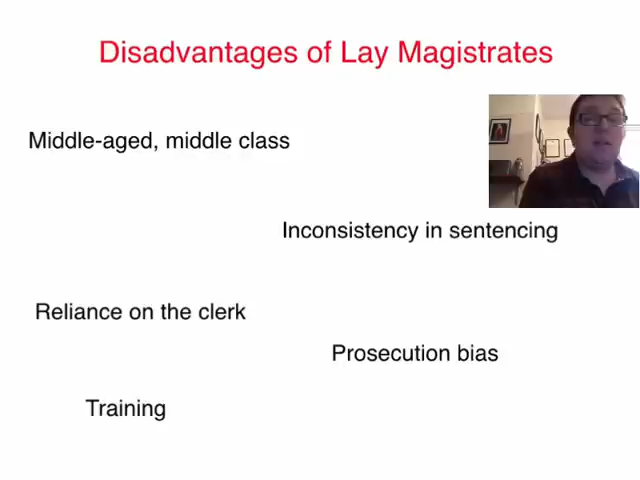 Disadvantages of Lay Magistrates
Middle-aged, middle class
Inconsistency in sentencing
Reliance on the clerk
Prosecution bias
Training